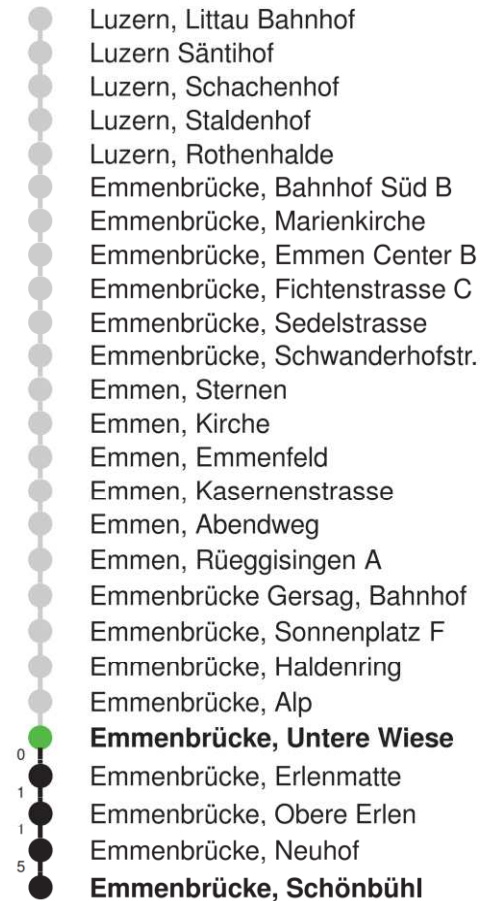 Luzern, Littau Bahnhof
Luzern Säntihof
Luzern, Schachenhof
Luzern, Staldenhof
Luzern, Rothenhalde
Emmenbrücke, Bahnhof Süd B
Emmenbrücke, Marienkirche
Emmenbrücke, Emmen Center B
Emmenbrücke, Fichtenstrasse C
Emmenbrücke, Sedelstrasse
Emmenbrücke, Schwanderhofstr.
Emmen, Sternen
Emmen, Kirche
Emmen, Emmenfeld
Emmen, Kasernenstrasse
Emmen, Abendweg
Emmen, Rüeggisingen A
Emmenbrücke Gersag, Bahnhof
Emmenbrücke, Sonnenplatz F
Emmenbrücke, Haldenring
Emmenbrücke, Alp
Emmenbrücke, Untere Wiese
0
Emmenbrücke, Erlenmatte
1
Emmenbrücke, Obere Erlen
1
Emmenbrücke, Neuhof
5
Emmenbrücke, Schönbühl